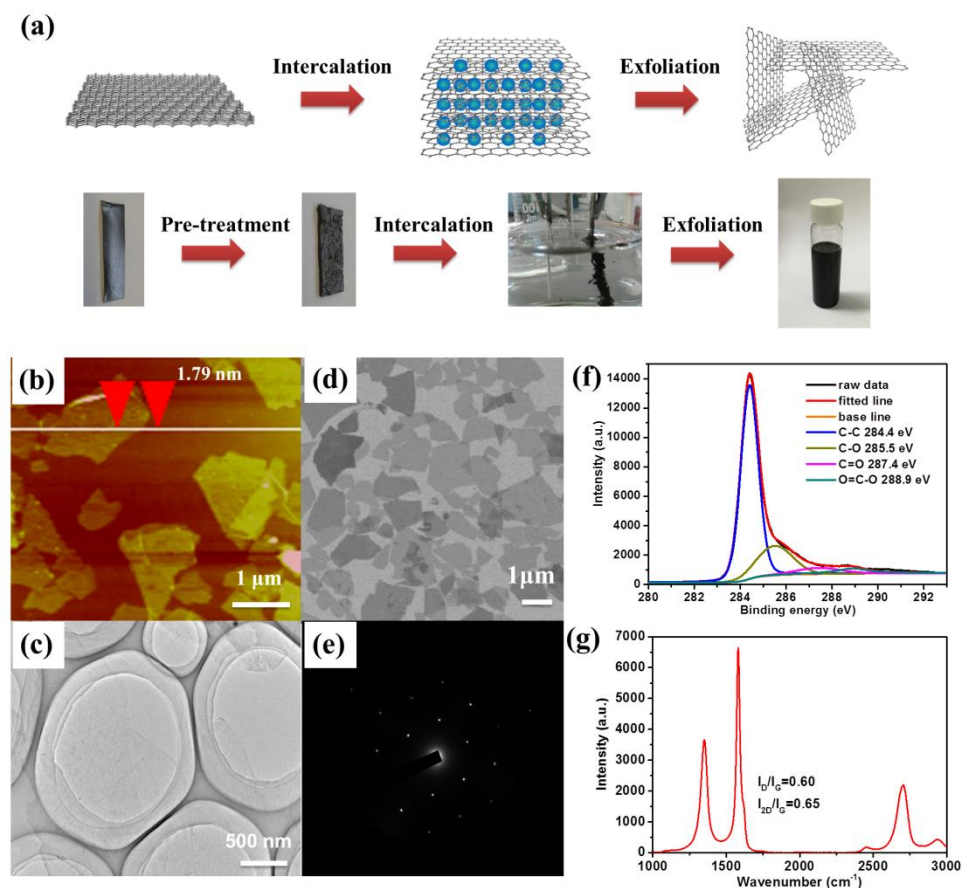 (a)
Intercalation
Exfoliation
Pre-treatment
Intercalation
Exfoliation
(b)
1.79 nm
1 μm
(d)
1μm
(f)
14000
12000
10000
8000
6000
4000
2000
0
Intensity (a.u.)
raw data
fitted line
base line
C-C 284.4 eV
C-O 285.5 eV
C=O 287.4 eV
O=C-O 288.9 eV
280 282 284 286 288 290 292
Binding energy (eV)
(c)
500 nm
(e)
(g)
7000
6000
5000
4000
3000
2000
1000
0
Intensity (a.u.)
I_D/I_G=0.60
I_2D/I_G=0.65
1000 1500 2000 2500 3000
Wavenumber (cm⁻¹)